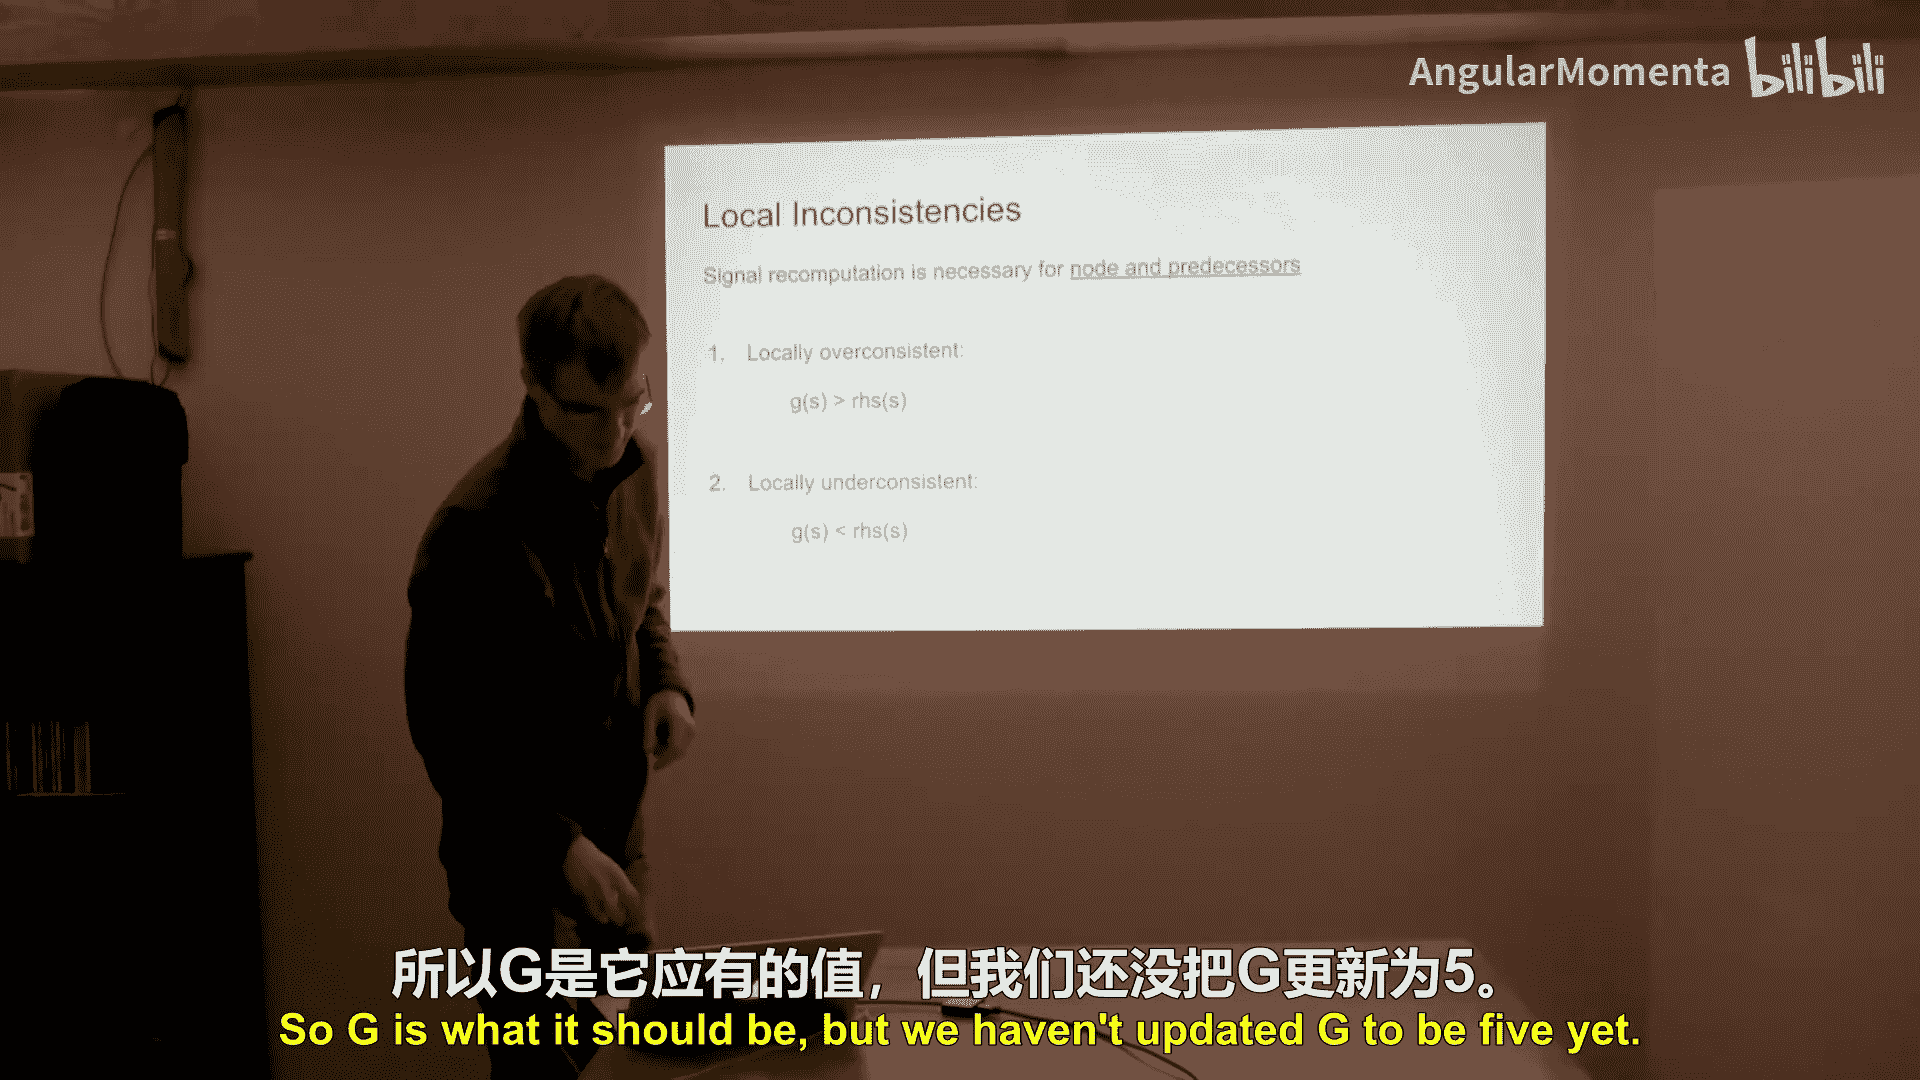 AngularMomenta bilibili
Local Inconsistencies
Signal recomputation is necessary for node and predecessors
1. Locally overconsistent:
g(s) > rhs(s)
2. Locally underconsistent:
g(s) < rhs(s)
所以G是它应有的值，但我们还没把G更新为5。
So G is what it should be, but we haven't updated G to be five yet.